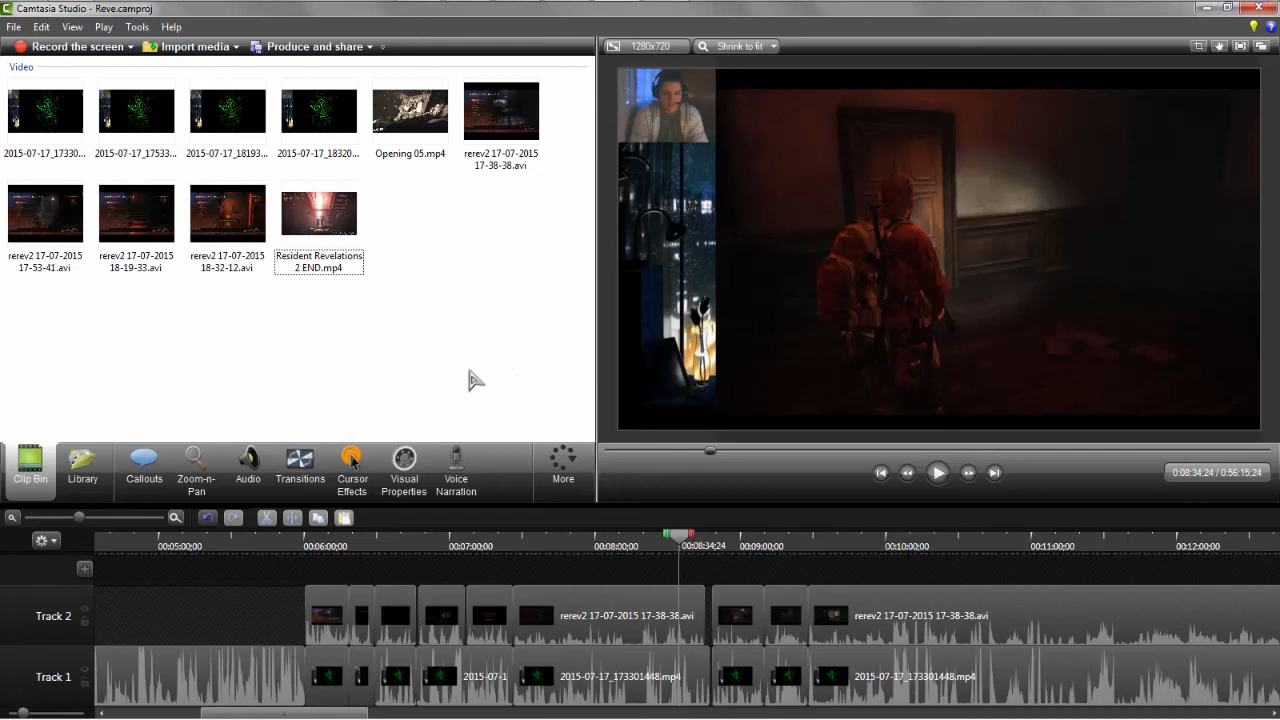 Camtasia Studio - Reve.camproj
File Edit View Play Tools Help
Record the screen Import media Produce and share
1280x720 Shrink to fit
Video
2015-07-17_17330... 2015-07-17_17533... 2015-07-17_18193... 2015-07-17_18320... Opening 05.mp4 rerev2 17-07-2015 17-38-38.avi
rerev2 17-07-2015 17-53-41.avi
rerev2 17-07-2015 18-19-33.avi
rerev2 17-07-2015 18-32-12.avi
Resident Revelations 2 END.mp4
Clip Bin Library Callouts Zoom-n-Pan Audio Transitions Cursor Effects Visual Properties Voice Narration More
0:08:34;24 / 0:56:15;24
00:05:00;00 00:06:00;00 00:07:00;00 00:08:00;00 00:08:34;24 00:09:00;00 00:10:00;00 00:11:00;00 00:12:00;00
Track 2 rerev2 17-07-2015 17-38-38.avi rerev2 17-07-2015 17-38-38.avi
Track 1 2015-07-1 2015-07-17_173301448.mp4 2015-07-17_173301448.mp4